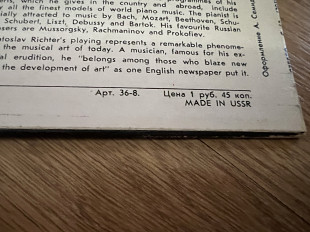 erts, which he gives in the country and abroad, include
all the finest models of world piano music. The pianist is
ially attracted to music by Bach, Mozart, Beethoven, Schu-
Schubert, Liszt, Debussy and Bartok. His favourite Russian
sers are Mussorgsky, Rachmaninov and Prokofiev.
toslav Richter's playing represents a remarkable phenome-
the musical art of today. A musician, famous for his ex-
al erudition, he "belongs among those who blaze new
the development of art" as one English newspaper put it.
Оформление А.
Арт. 36-8. Цена 1 руб. 45 коп.
MADE IN USSR